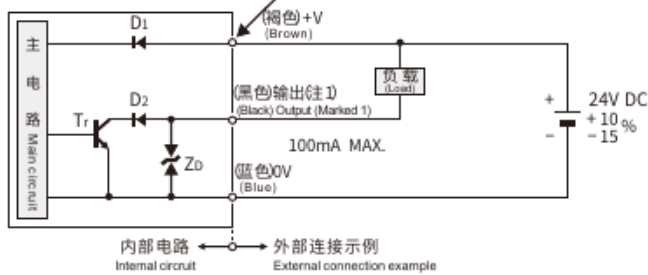 D1
(褐色)+V
(Brown)
主电路
Main circruit
负载
(Load)
(黑色)输出(注1)
(Black) Output (Marked 1)
D2
Tr
ZD
100mA MAX.
+
−
24V DC
+10
−15 %
(蓝色)0V
(Blue)
内部电路
外部连接示例
Internal circruit
External connection example